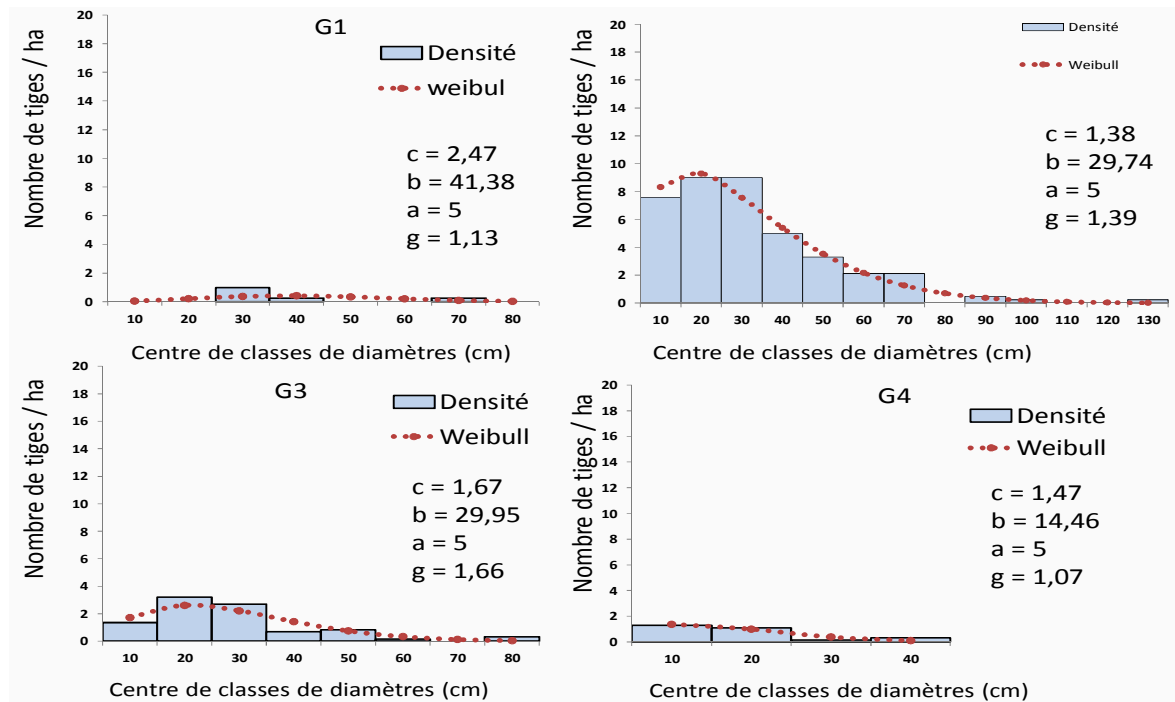 G1
Nombre de tiges / ha
20
18
16
14
12
10
8
6
4
2
0
Densité
weibul
c = 2,47
b = 41,38
a = 5
g = 1,13
10 20 30 40 50 60 70 80
Centre de classes de diamètres (cm)
Nombre de tiges / ha
20
18
16
14
12
10
8
6
4
2
0
Densité
Weibull
c = 1,38
b = 29,74
a = 5
g = 1,39
10 20 30 40 50 60 70 80 90 100 110 120 130
Centre de classes de diamètres (cm)
G3
Nombre de tiges / ha
20
18
16
14
12
10
8
6
4
2
0
Densité
Weibull
c = 1,67
b = 29,95
a = 5
g = 1,66
10 20 30 40 50 60 70 80
Centre de classes de diamètres (cm)
G4
Nombre de tiges / ha
20
18
16
14
12
10
8
6
4
2
0
Densité
Weibull
c = 1,47
b = 14,46
a = 5
g = 1,07
10 20 30 40
Centre de classes de diamètres (cm)